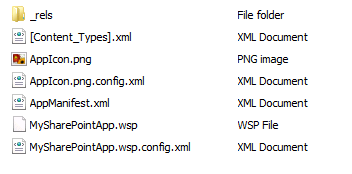 _rels File folder
[Content_Types].xml XML Document
AppIcon.png PNG image
AppIcon.png.config.xml XML Document
AppManifest.xml XML Document
MySharePointApp.wsp WSP File
MySharePointApp.wsp.config.xml XML Document